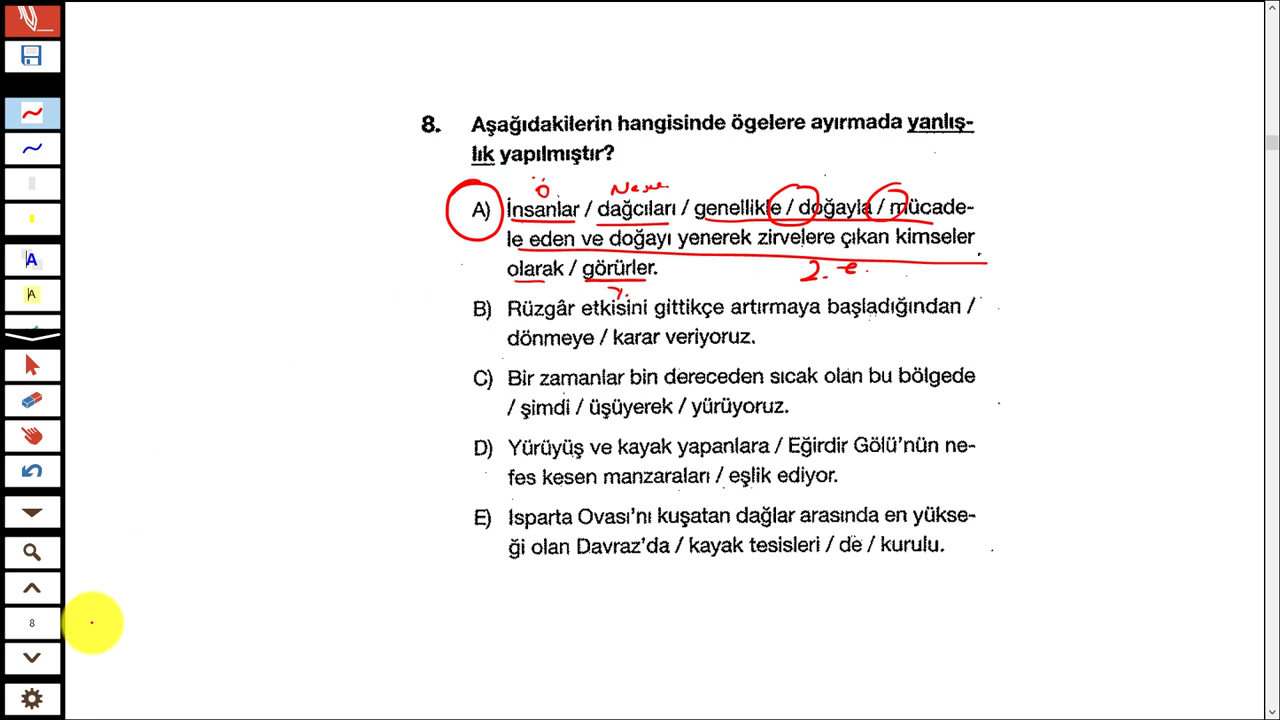 8. Aşağıdakilerin hangisinde ögelere ayırmada yanlış-
lık yapılmıştır?
Ö Nesne
A) İnsanlar / dağcıları / genellikle / doğayla / mücade-
le eden ve doğayı yenerek zirvelere çıkan kimseler
olarak / görürler.
2. e.
y.
B) Rüzgâr etkisini gittikçe artırmaya başladığından /
dönmeye / karar veriyoruz.
C) Bir zamanlar bin dereceden sıcak olan bu bölgede
/ şimdi / üşüyerek / yürüyoruz.
D) Yürüyüş ve kayak yapanlara / Eğirdir Gölü'nün ne-
fes kesen manzaraları / eşlik ediyor.
E) Isparta Ovası'nı kuşatan dağlar arasında en yükse-
ği olan Davraz'da / kayak tesisleri / de / kurulu.
A
A
8